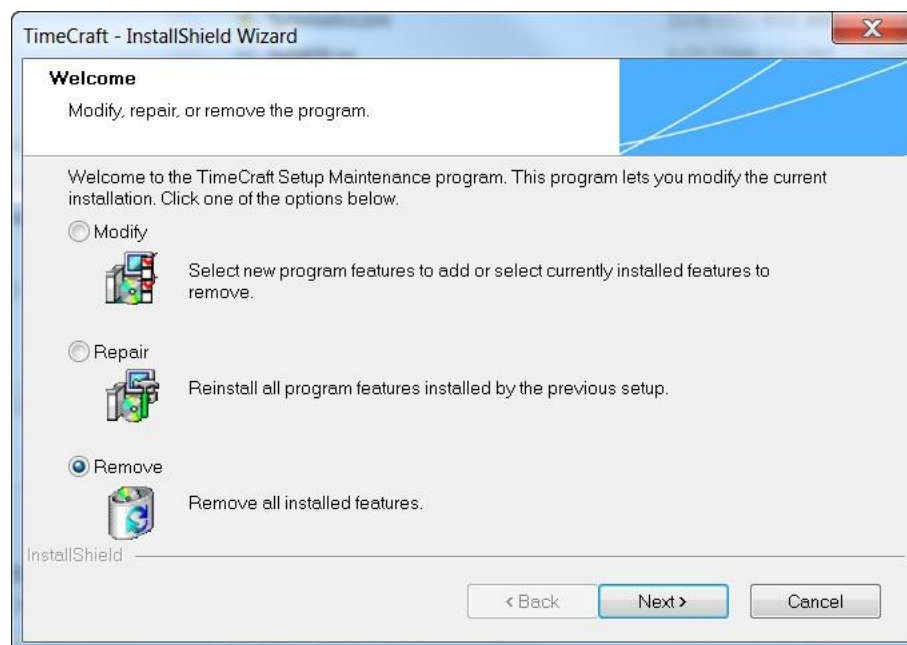 TimeCraft - InstallShield Wizard
Welcome
Modify, repair, or remove the program.
Welcome to the TimeCraft Setup Maintenance program. This program lets you modify the current
installation. Click one of the options below.
Modify
Select new program features to add or select currently installed features to
remove.
Repair
Reinstall all program features installed by the previous setup.
Remove
Remove all installed features.
InstallShield
< Back
Next >
Cancel